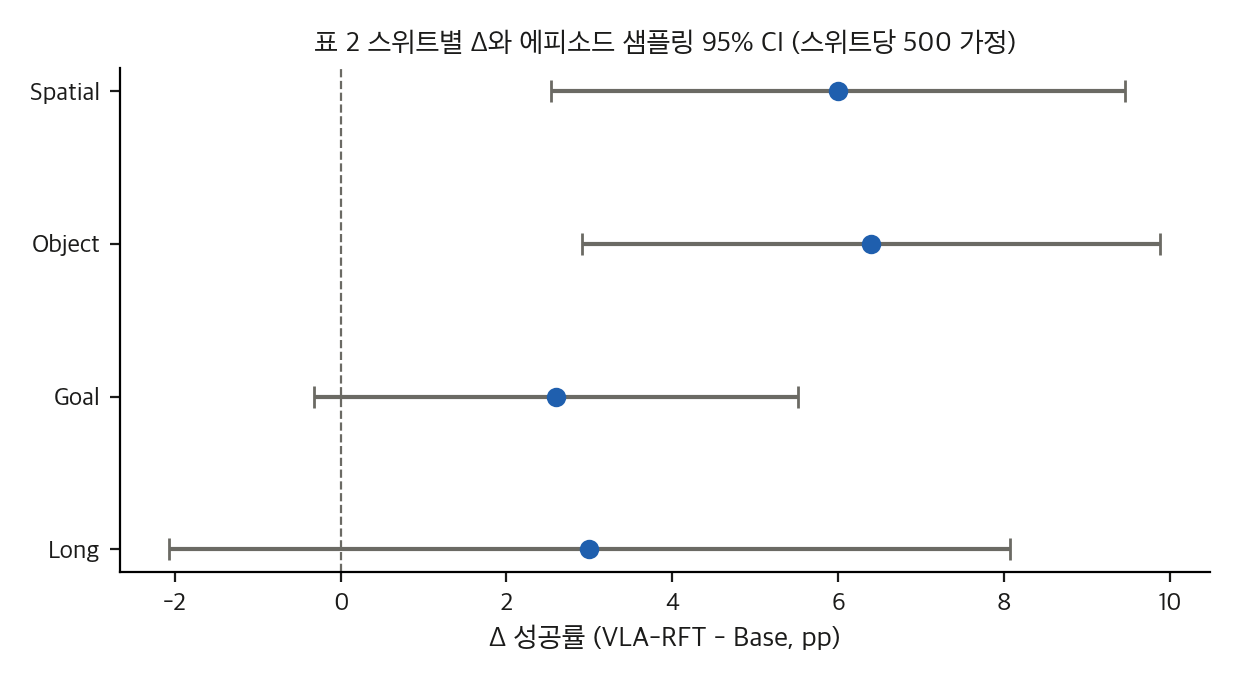 표 2 스위트별 Δ와 에피소드 샘플링 95% CI (스위트당 500 가정)
Spatial
Object
Goal
Long
−2
0
2
4
6
8
10
Δ 성공률 (VLA-RFT - Base, pp)